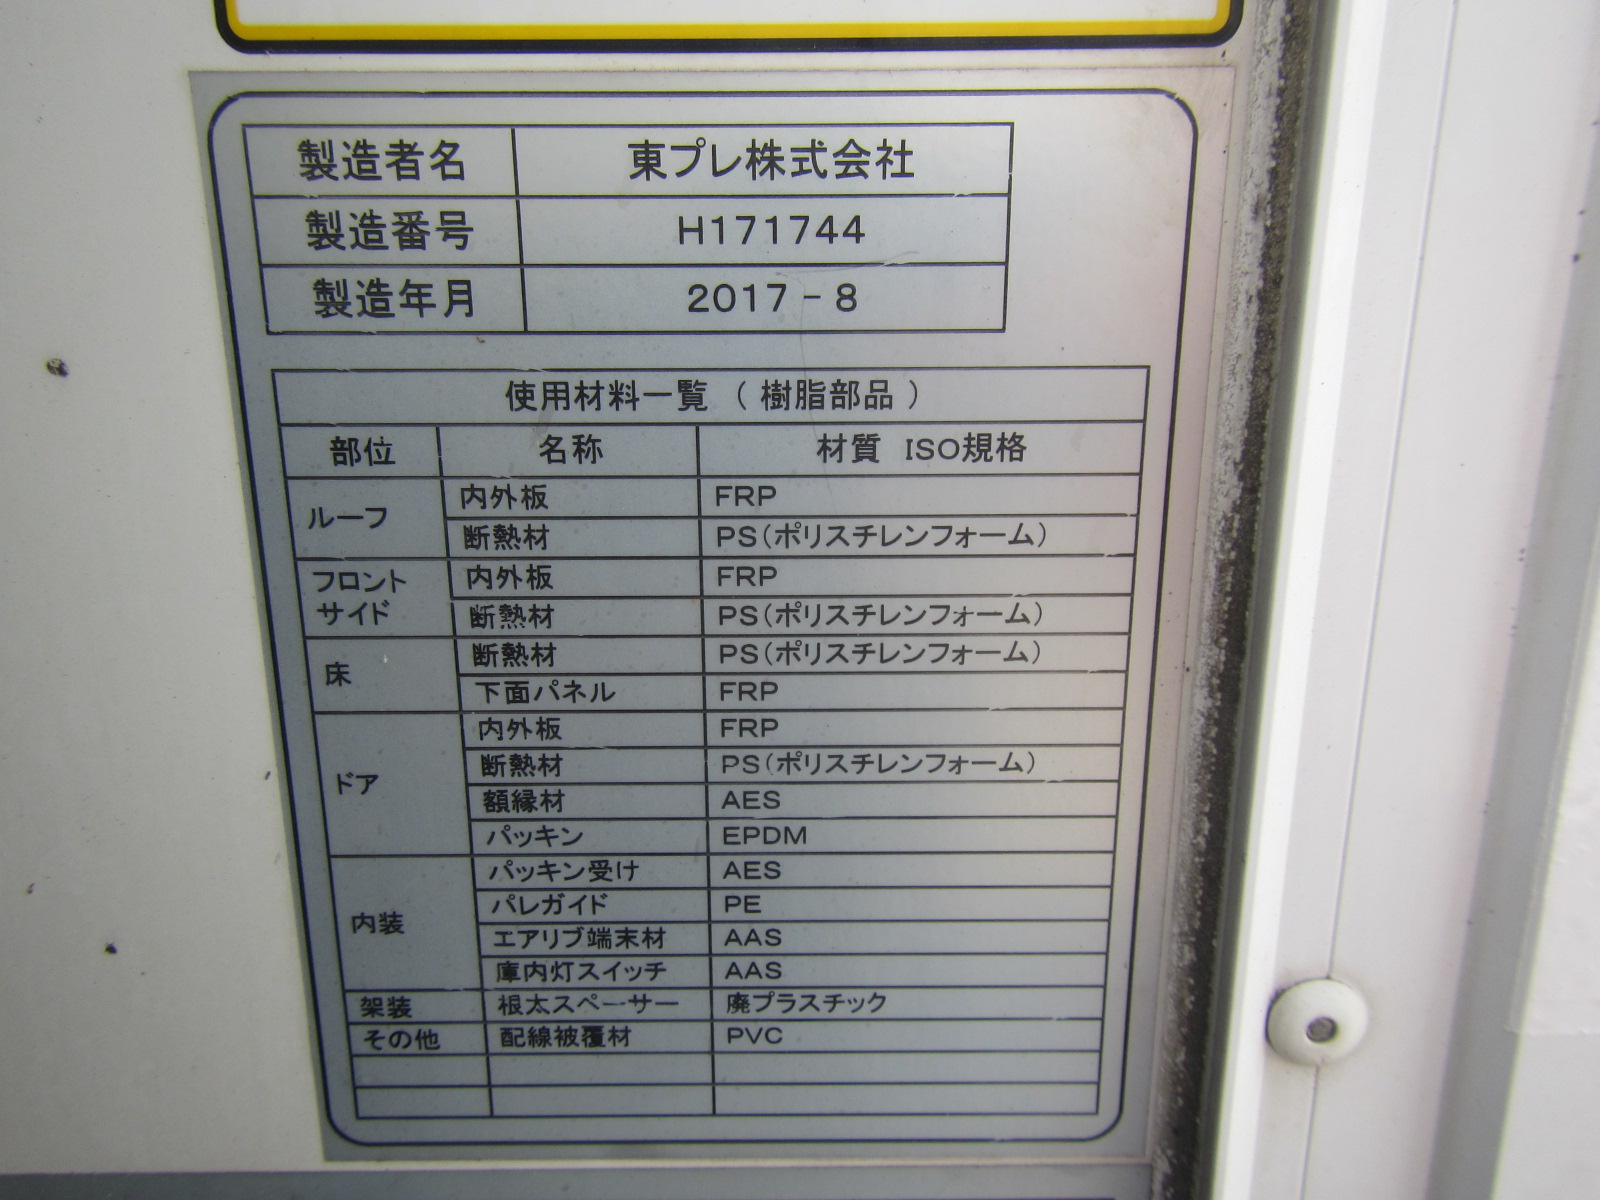 製造者名 東プレ株式会社
製造番号 H171744
製造年月 2017-8
使用材料一覧 (樹脂部品)
部位 名称 材質 ISO規格
ルーフ 内外板 FRP
断熱材 PS(ポリスチレンフォーム)
フロント 内外板 FRP
サイド 断熱材 PS(ポリスチレンフォーム)
床 断熱材 PS(ポリスチレンフォーム)
下面パネル FRP
ドア 内外板 FRP
断熱材 PS(ポリスチレンフォーム)
額縁材 AES
パッキン EPDM
内装 パッキン受け AES
パレガイド PE
エアリブ端末材 AAS
庫内灯スイッチ AAS
架装 根太スペーサー 廃プラスチック
その他 配線被覆材 PVC